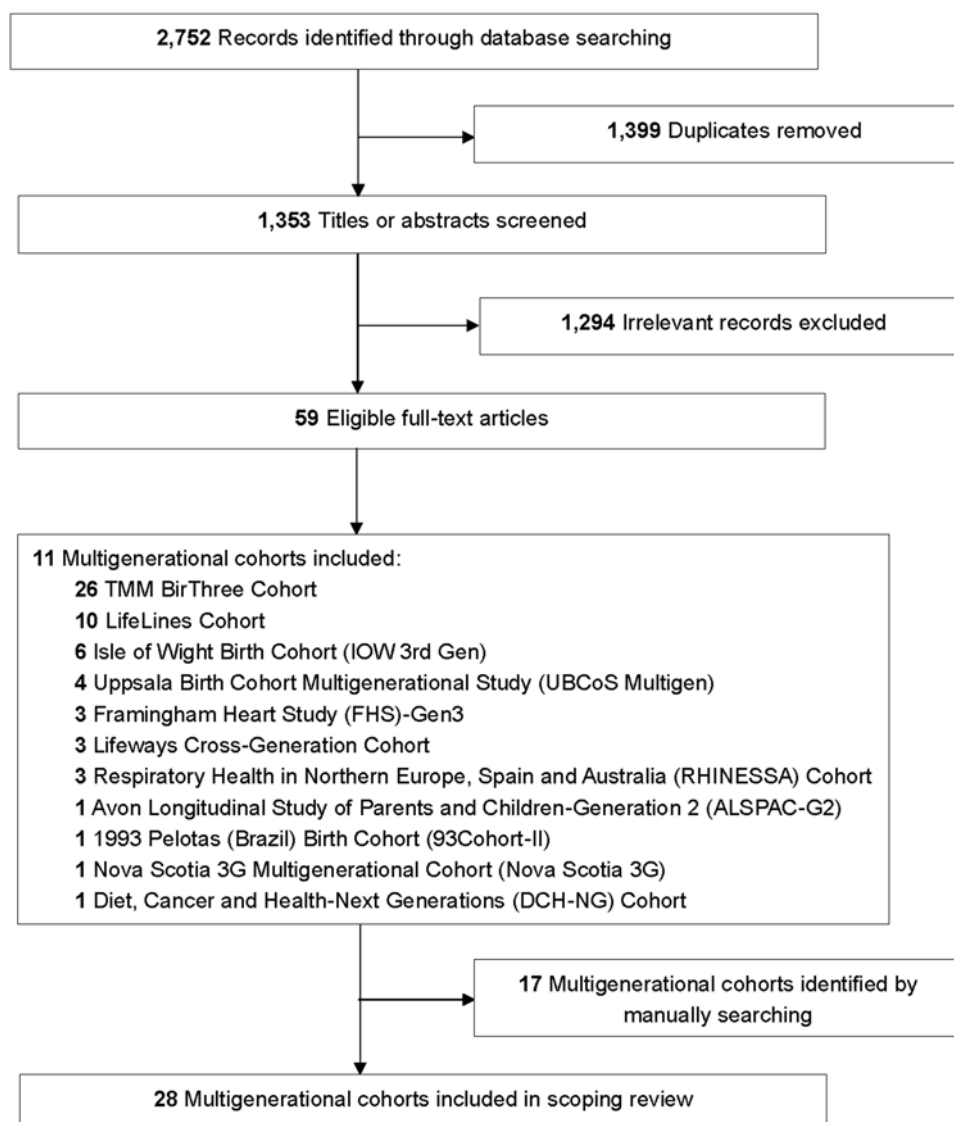 2,752 Records identified through database searching
1,399 Duplicates removed
1,353 Titles or abstracts screened
1,294 Irrelevant records excluded
59 Eligible full-text articles
11 Multigenerational cohorts included:
26 TMM BirThree Cohort
10 LifeLines Cohort
6 Isle of Wight Birth Cohort (IOW 3rd Gen)
4 Uppsala Birth Cohort Multigenerational Study (UBCoS Multigen)
3 Framingham Heart Study (FHS)-Gen3
3 Lifeways Cross-Generation Cohort
3 Respiratory Health in Northern Europe, Spain and Australia (RHINESSA) Cohort
1 Avon Longitudinal Study of Parents and Children-Generation 2 (ALSPAC-G2)
1 1993 Pelotas (Brazil) Birth Cohort (93Cohort-II)
1 Nova Scotia 3G Multigenerational Cohort (Nova Scotia 3G)
1 Diet, Cancer and Health-Next Generations (DCH-NG) Cohort
17 Multigenerational cohorts identified by
manually searching
28 Multigenerational cohorts included in scoping review